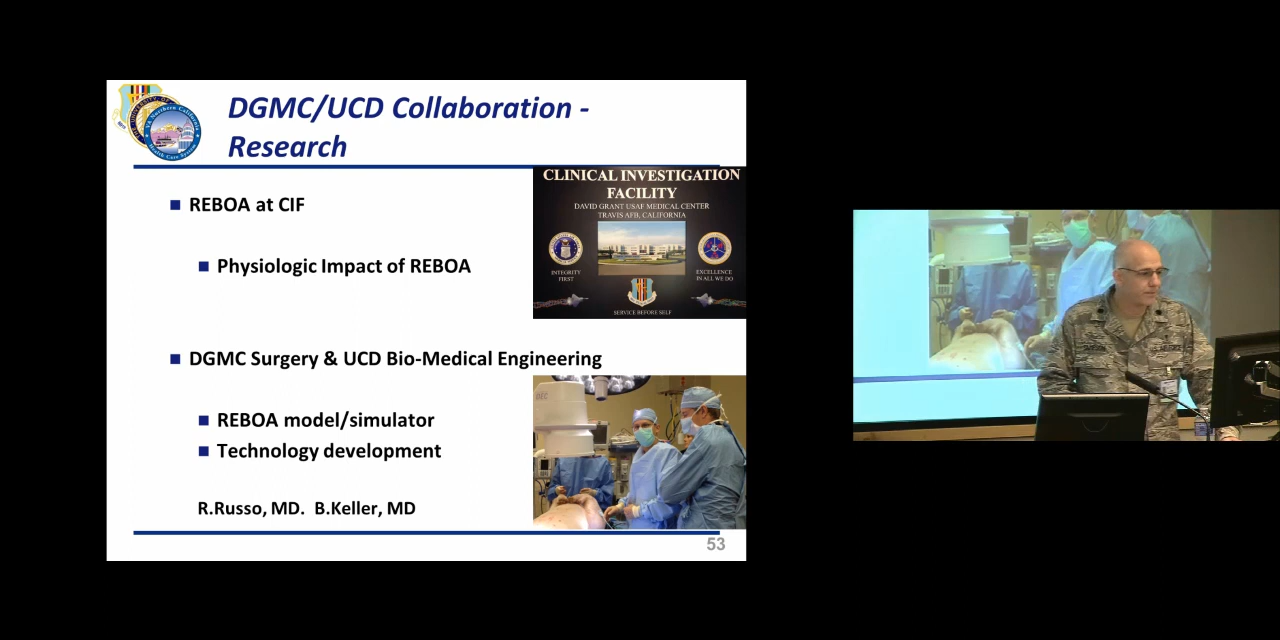 DGMC/UCD Collaboration -
Research
REBOA at CIF
Physiologic Impact of REBOA
DGMC Surgery & UCD Bio-Medical Engineering
REBOA model/simulator
Technology development
R.Russo, MD.  B.Keller, MD
CLINICAL INVESTIGATION
FACILITY
DAVID GRANT USAF MEDICAL CENTER
TRAVIS AFB, CALIFORNIA
INTEGRITY
FIRST
EXCELLENCE
IN ALL WE DO
SERVICE BEFORE SELF
53